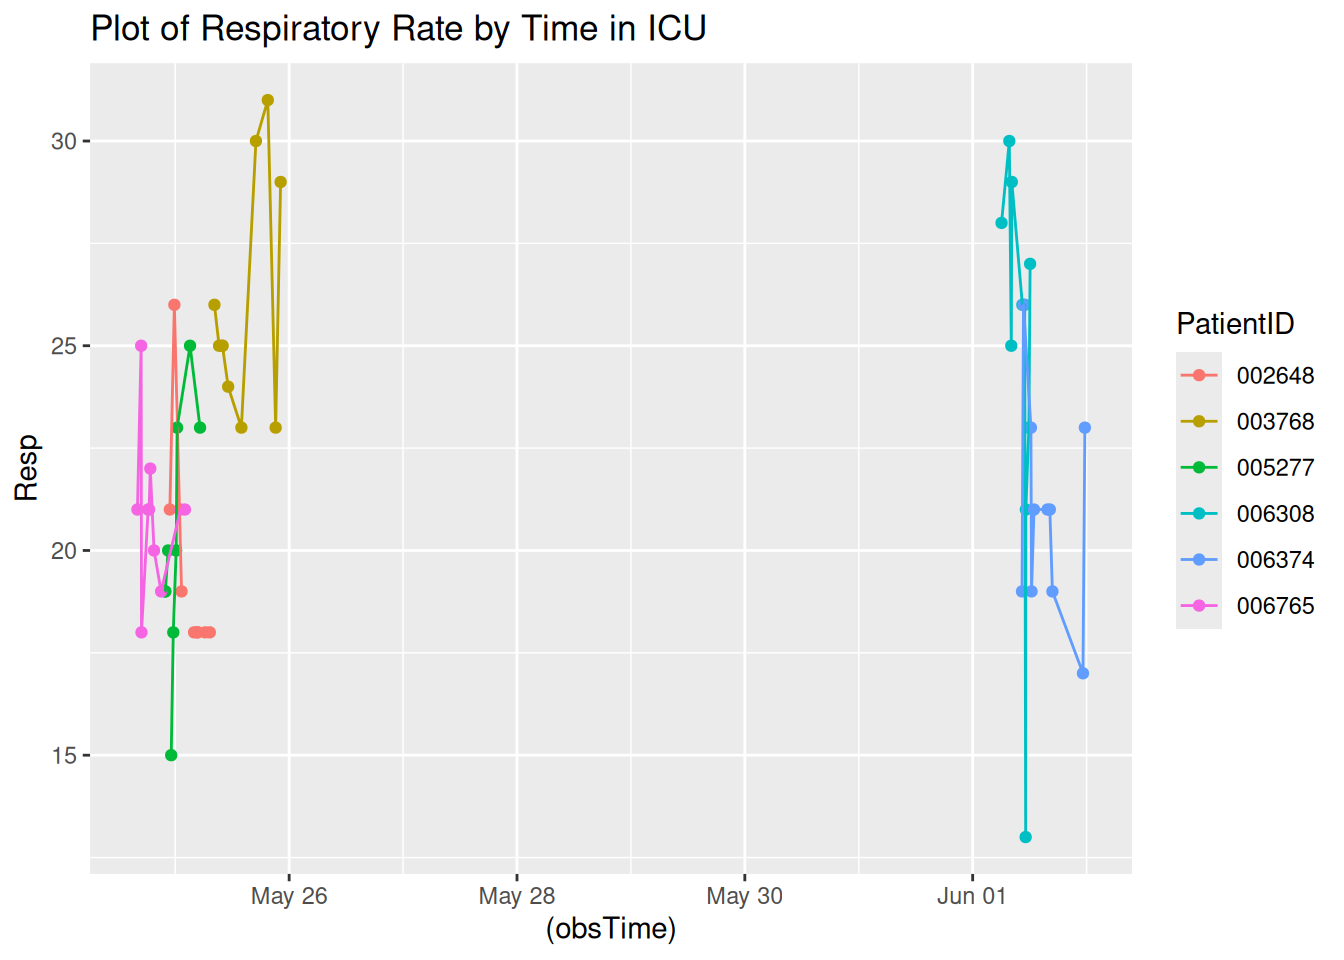 Plot of Respiratory Rate by Time in ICU
30
25
20
15
Resp
May 26
May 28
May 30
Jun 01
(obsTime)
PatientID
002648
003768
005277
006308
006374
006765